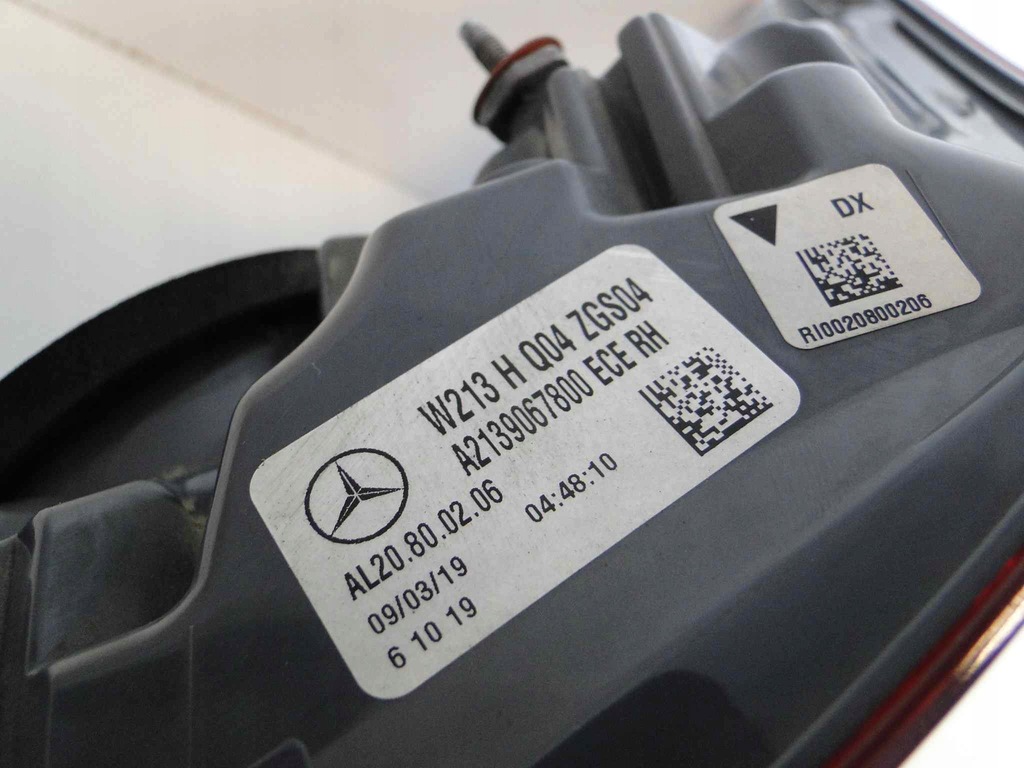 DX
RI0020800206
W213 H Q04 ZGS04
A2139067800 ECE RH
AL20.80.02.06
04:48:10
09/03/19
6 10 19